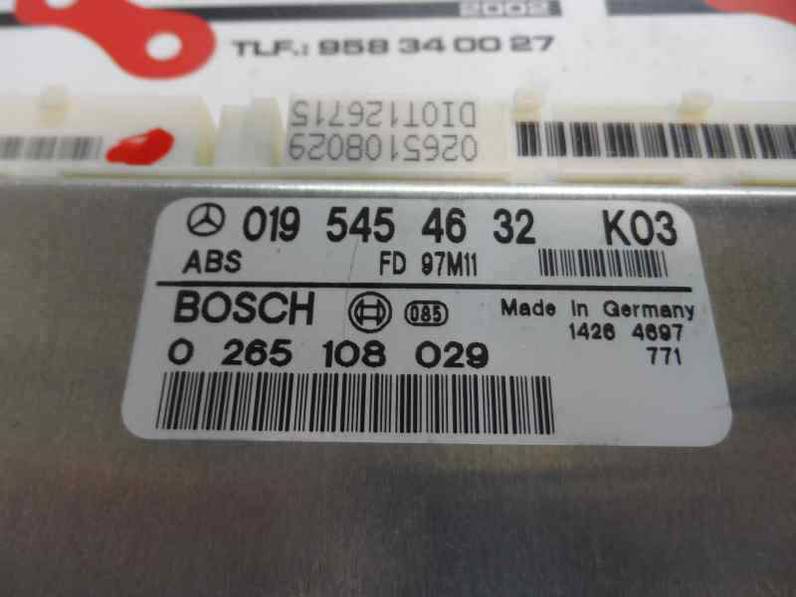 2002
TLF.: 958 34 00 27
DIOT126715
0265108029
019 545 46 32 K03
ABS FD 97M11
BOSCH 085 Made in Germany
1426 4697
0 265 108 029 771